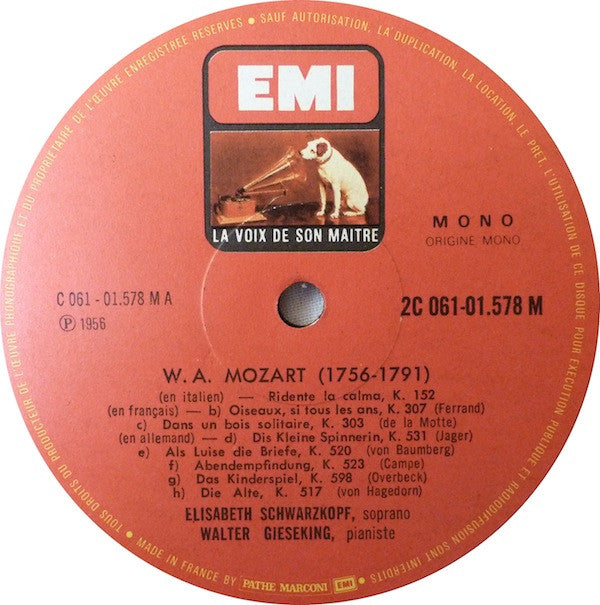 EMI
LA VOIX DE SON MAITRE
MONO
ORIGINE MONO
C 061 - 01.578 M A
Ⓟ 1956
2C 061-01.578 M
W. A. MOZART (1756-1791)
(en italien) — Ridente la calma, K. 152
(en français) — b) Oiseaux, si tous les ans, K. 307 (Ferrand)
c) Dans un bois solitaire, K. 303 (de la Motte)
(en allemand) — d) Dis Kleine Spinnerin, K. 531 (Jager)
e) Als Luise die Briefe, K. 520 (von Baumberg)
f) Abendempfindung, K. 523 (Campe)
g) Das Kinderspiel, K. 598 (Overbeck)
h) Die Alte, K. 517 (von Hagedorn)
ELISABETH SCHWARZKOPF, soprano
WALTER GIESEKING, pianiste
• TOUS DROITS DU PRODUCTEUR DE L'ŒUVRE PHONOGRAPHIQUE ET DU PROPRIETAIRE DE L'ŒUVRE ENREGISTREE RESERVES • SAUF AUTORISATION, LA DUPLICATION, LA LOCATION, LE PRET, L'UTILISATION DE CE DISQUE POUR EXECUTION PUBLIQUE ET RADIODIFFUSION SONT INTERDITS •
MADE IN FRANCE BY PATHE MARCONI EMI